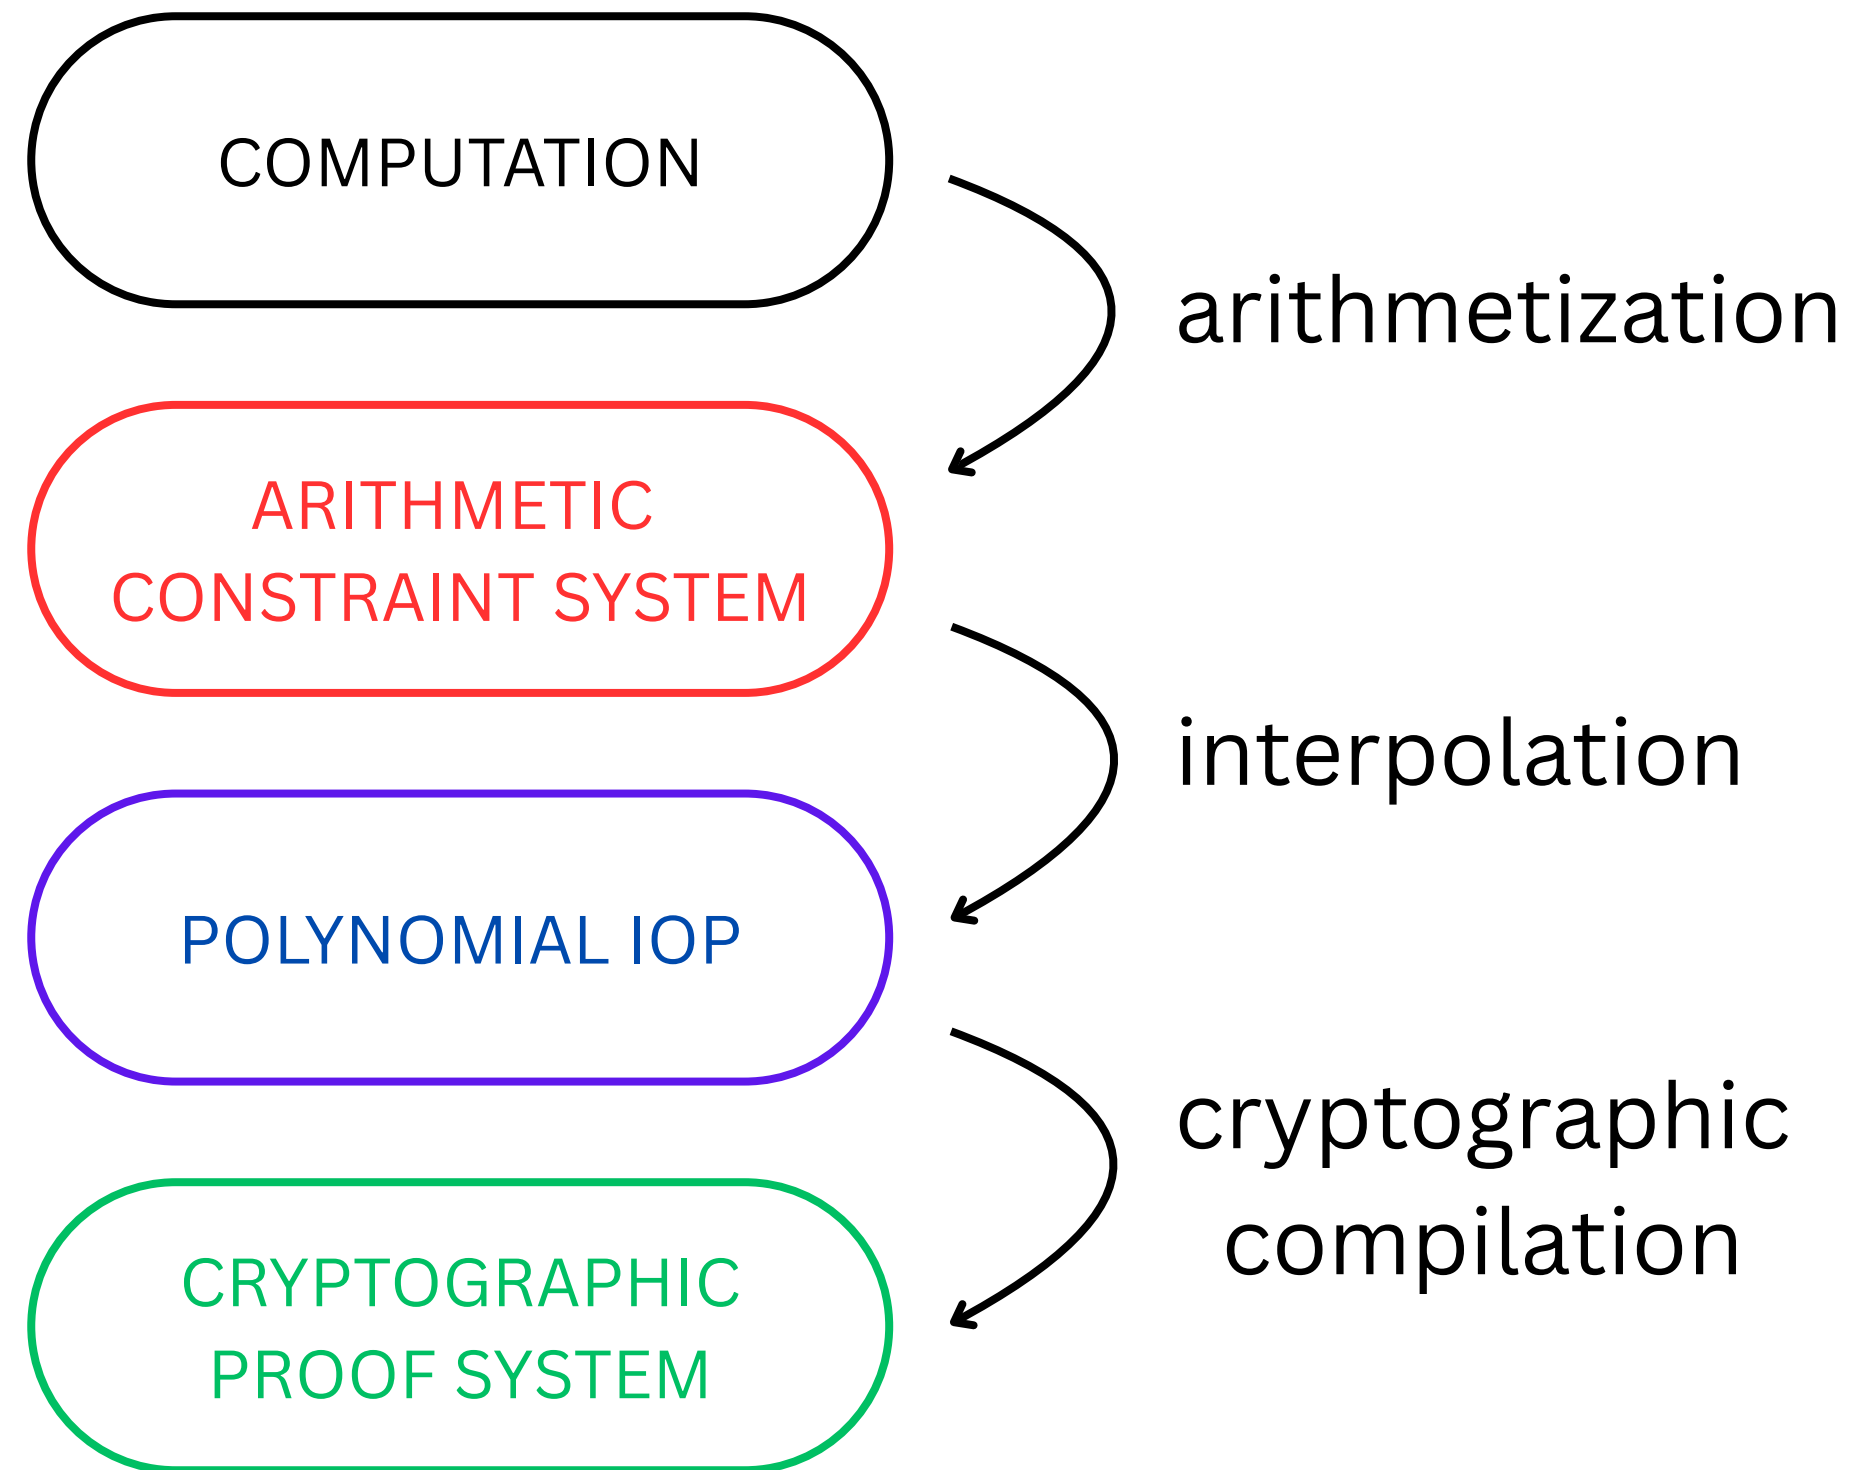 COMPUTATION
arithmetization
ARITHMETIC
CONSTRAINT SYSTEM
interpolation
POLYNOMIAL IOP
cryptographic
compilation
CRYPTOGRAPHIC
PROOF SYSTEM